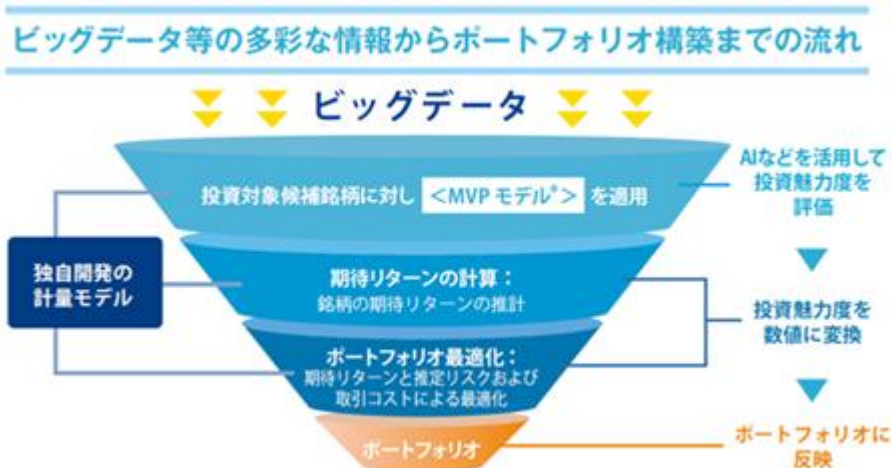 ビッグデータ等の多彩な情報からポートフォリオ構築までの流れ
ビッグデータ
投資対象候補銘柄に対し <MVP モデル*> を適用
AIなどを活用して
投資魅力度を
評価
独自開発の
計量モデル
期待リターンの計算：
銘柄の期待リターンの推計
投資魅力度を
数値に変換
ポートフォリオ最適化：
期待リターンと推定リスクおよび
取引コストによる最適化
ポートフォリオ
ポートフォリオに
反映